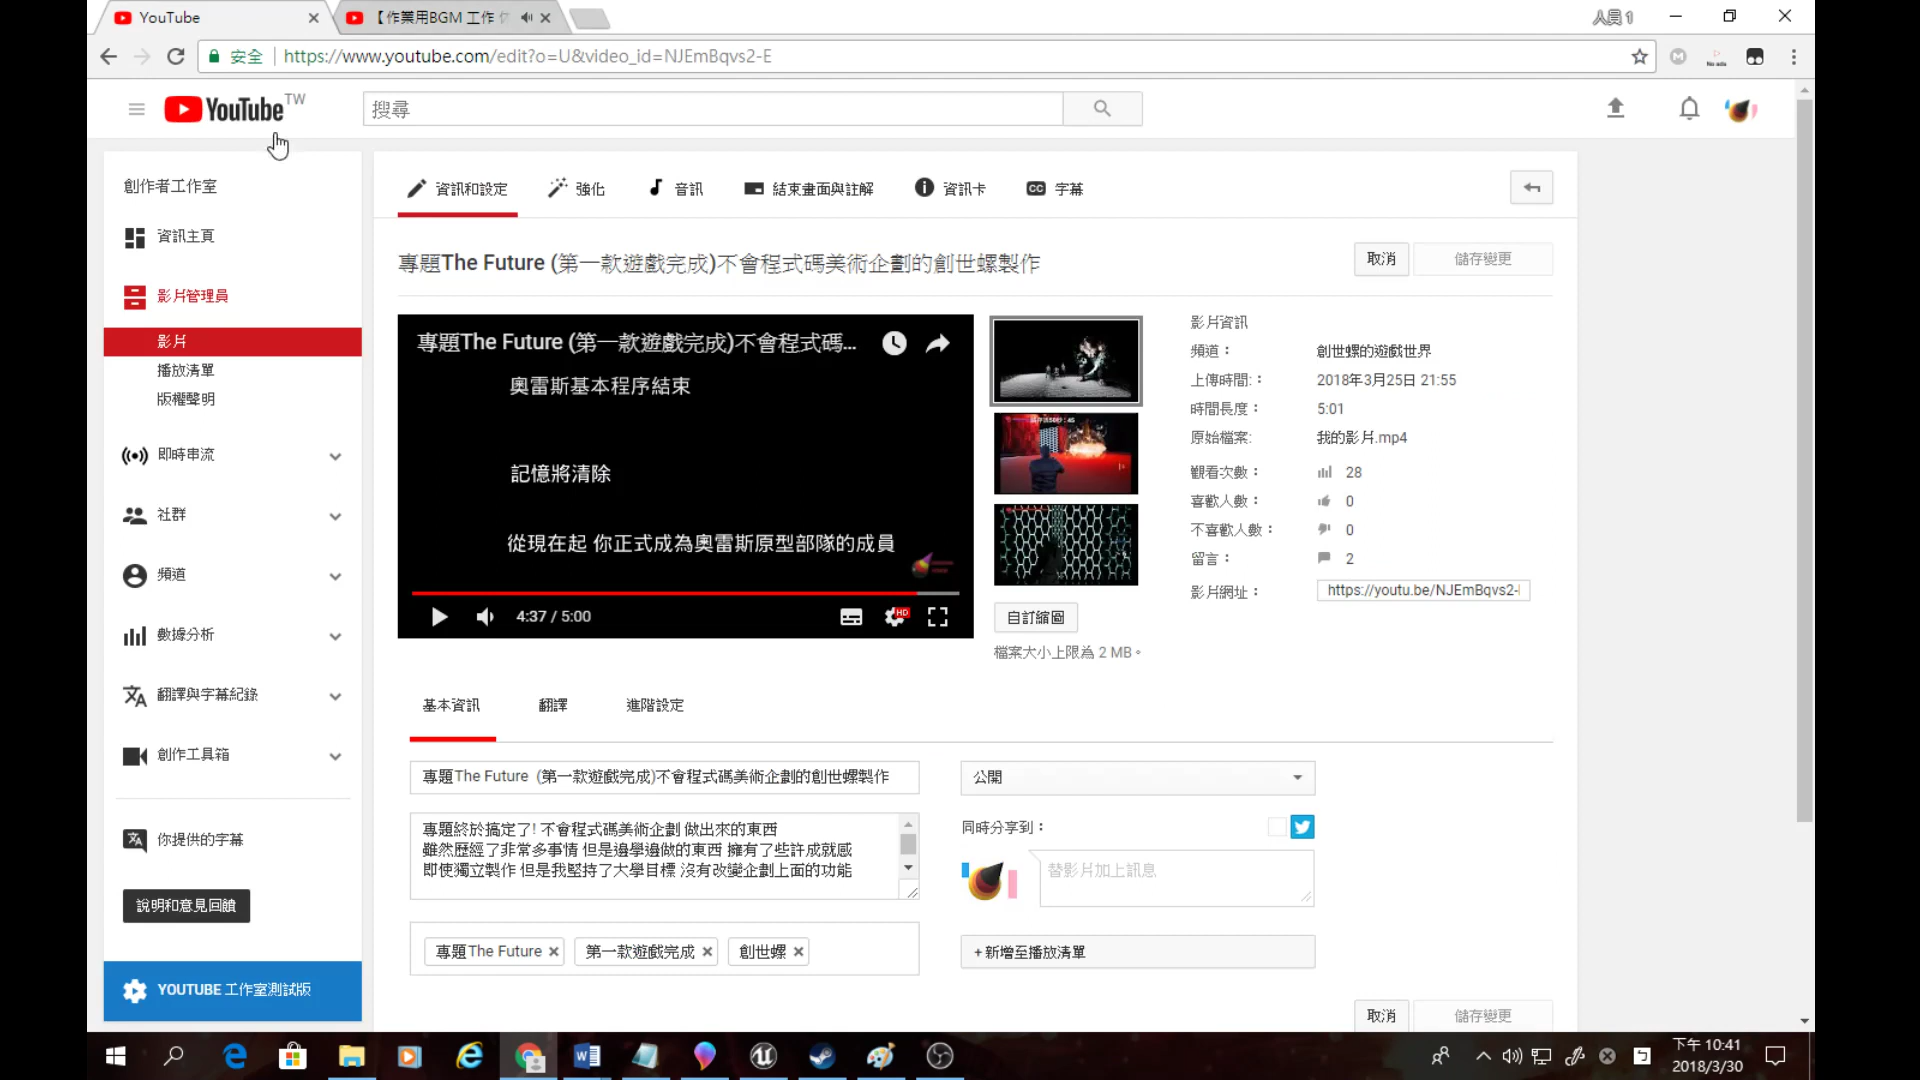 YouTube
【作業用BGM 工作
人員 1
安全
https://www.youtube.com/edit?o=U&video_id=NJEmBqvs2-E
No ads
YouTube TW
搜尋
創作者工作室
資訊主頁
影片管理員
影片
播放清單
版權聲明
即時串流
社群
頻道
數據分析
翻譯與字幕紀錄
創作工具箱
你提供的字幕
說明和意見回饋
YOUTUBE 工作室測試版
資訊和設定
強化
音訊
結束畫面與註解
資訊卡
CC 字幕
專題The Future (第一款遊戲完成)不會程式碼美術企劃的創世螺製作
取消
儲存變更
專題The Future (第一款遊戲完成)不會程式碼...
奧雷斯基本程序結束
記憶將清除
從現在起 你正式成為奧雷斯原型部隊的成員
4:37 / 5:00
HD
自訂縮圖
檔案大小上限為 2 MB。
影片資訊
頻道： 創世螺的遊戲世界
上傳時間:： 2018年3月25日 21:55
時間長度： 5:01
原始檔案: 我的影片.mp4
觀看次數： 28
喜歡人數： 0
不喜歡人數： 0
留言： 2
影片網址： https://youtu.be/NJEmBqvs2-
基本資訊
翻譯
進階設定
專題The Future (第一款遊戲完成)不會程式碼美術企劃的創世螺製作
專題終於搞定了! 不會程式碼美術企劃 做出來的東西
雖然歷經了非常多事情 但是邊學邊做的東西 擁有了些許成就感
即使獨立製作 但是我堅持了大學目標 沒有改變企劃上面的功能
專題The Future
第一款遊戲完成
創世螺
公開
同時分享到：
替影片加上訊息
+ 新增至播放清單
取消
儲存變更
下午 10:41
2018/3/30